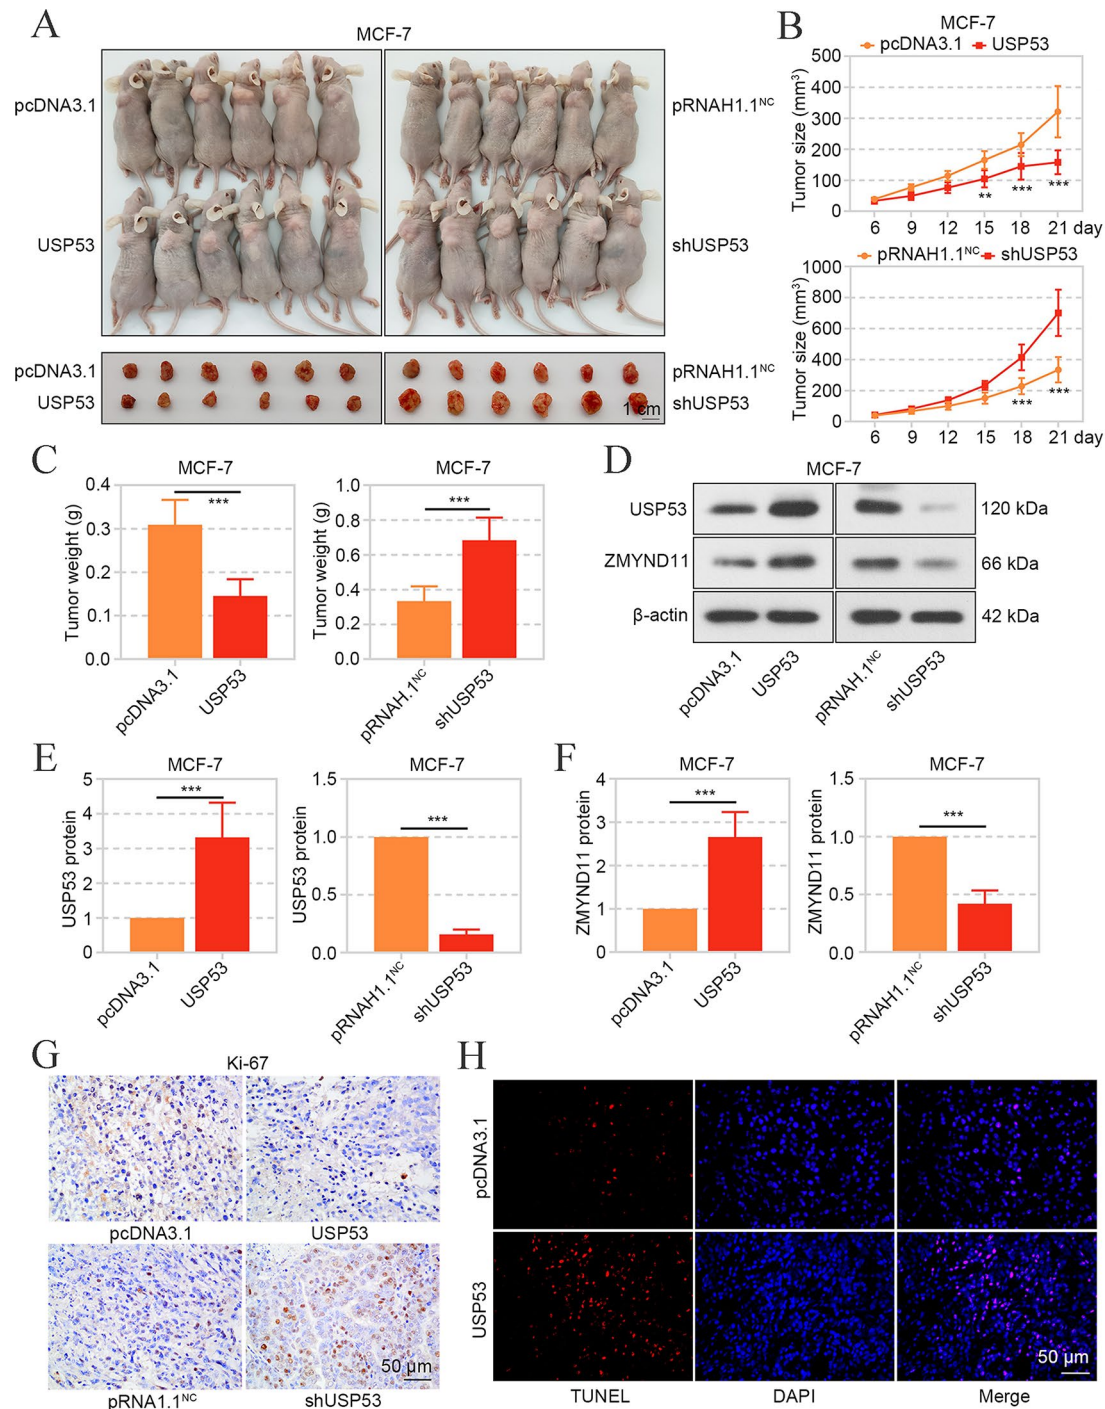 A
MCF-7
pcDNA3.1
pRNAH1.1NC
USP53
shUSP53
pcDNA3.1
pRNAH1.1NC
USP53
shUSP53
1 cm
B
MCF-7
pcDNA3.1 USP53
Tumor size (mm3)
500
400
300
200
100
0
** *** ***
6 9 12 15 18 21 day
pRNAH1.1NC shUSP53
Tumor size (mm3)
1000
800
600
400
200
0
*** ***
6 9 12 15 18 21 day
C
MCF-7
Tumor weight (g)
0.4
0.3
0.2
0.1
0.0
***
pcDNA3.1 USP53
MCF-7
Tumor weight (g)
1.0
0.8
0.6
0.4
0.2
0.0
***
pRNAH.1NC shUSP53
D
MCF-7
USP53 120 kDa
ZMYND11 66 kDa
β-actin 42 kDa
pcDNA3.1 USP53 pRNAH.1NC shUSP53
E
MCF-7
USP53 protein
5
4
3
2
1
0
***
pcDNA3.1 USP53
MCF-7
USP53 protein
1.5
1.0
0.5
0.0
***
pRNAH1.1NC shUSP53
F
MCF-7
ZMYND11 protein
4
3
2
1
0
***
pcDNA3.1 USP53
MCF-7
ZMYND11 protein
1.5
1.0
0.5
0.0
***
pRNAH1.1NC shUSP53
G
Ki-67
pcDNA3.1 USP53
50 µm
pRNA1.1NC shUSP53
H
pcDNA3.1
USP53
50 µm
TUNEL DAPI Merge